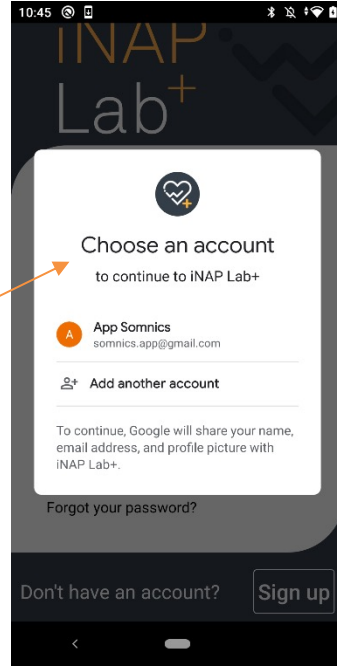 10:45
iNAP
Lab+
Choose an account
to continue to iNAP Lab+
A
App Somnics
somnics.app@gmail.com
Add another account
To continue, Google will share your name,
email address, and profile picture with
iNAP Lab+.
Forgot your password?
Don't have an account?
Sign up